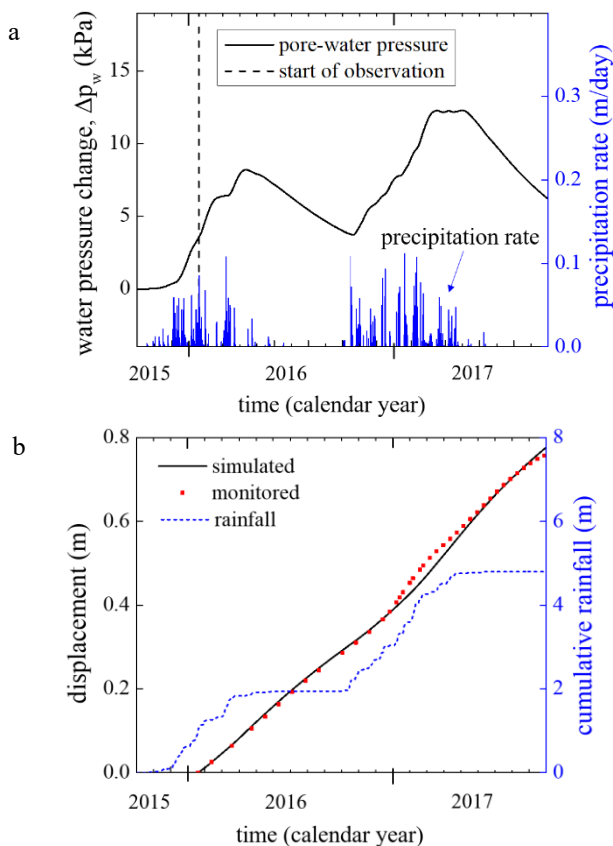 a
pore-water pressure
start of observation
water pressure change, Δp_w (kPa)
15
10
5
0
precipitation rate (m/day)
0.3
0.2
0.1
0.0
precipitation rate
2015
2016
2017
time (calendar year)
b
simulated
monitored
rainfall
displacement (m)
0.8
0.6
0.4
0.2
0.0
cumulative rainfall (m)
8
6
4
2
0
2015
2016
2017
time (calendar year)